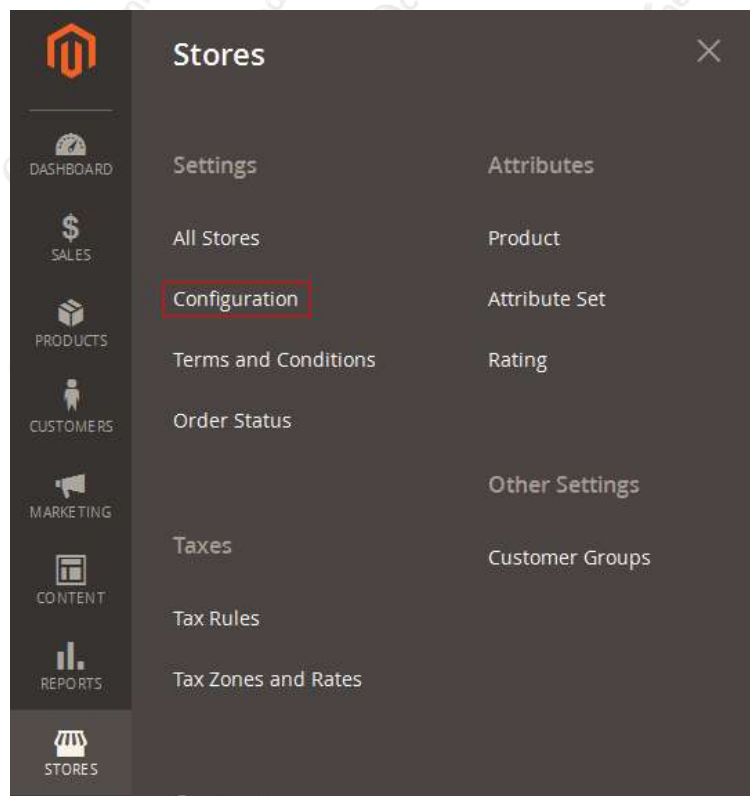 Stores
DASHBOARD
SALES
PRODUCTS
CUSTOMERS
MARKETING
CONTENT
REPORTS
STORES
Settings
All Stores
Configuration
Terms and Conditions
Order Status
Taxes
Tax Rules
Tax Zones and Rates
Attributes
Product
Attribute Set
Rating
Other Settings
Customer Groups